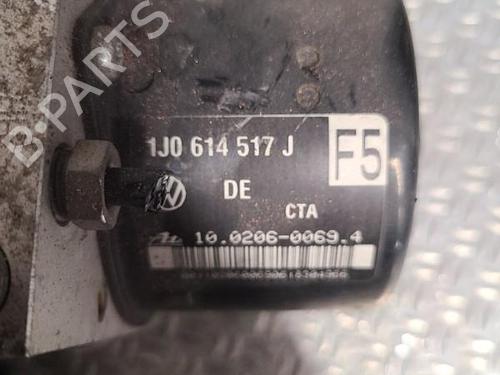 B-PARTS
1J0 614 517 J
F5
DE
CTA
10.0206-0069.4